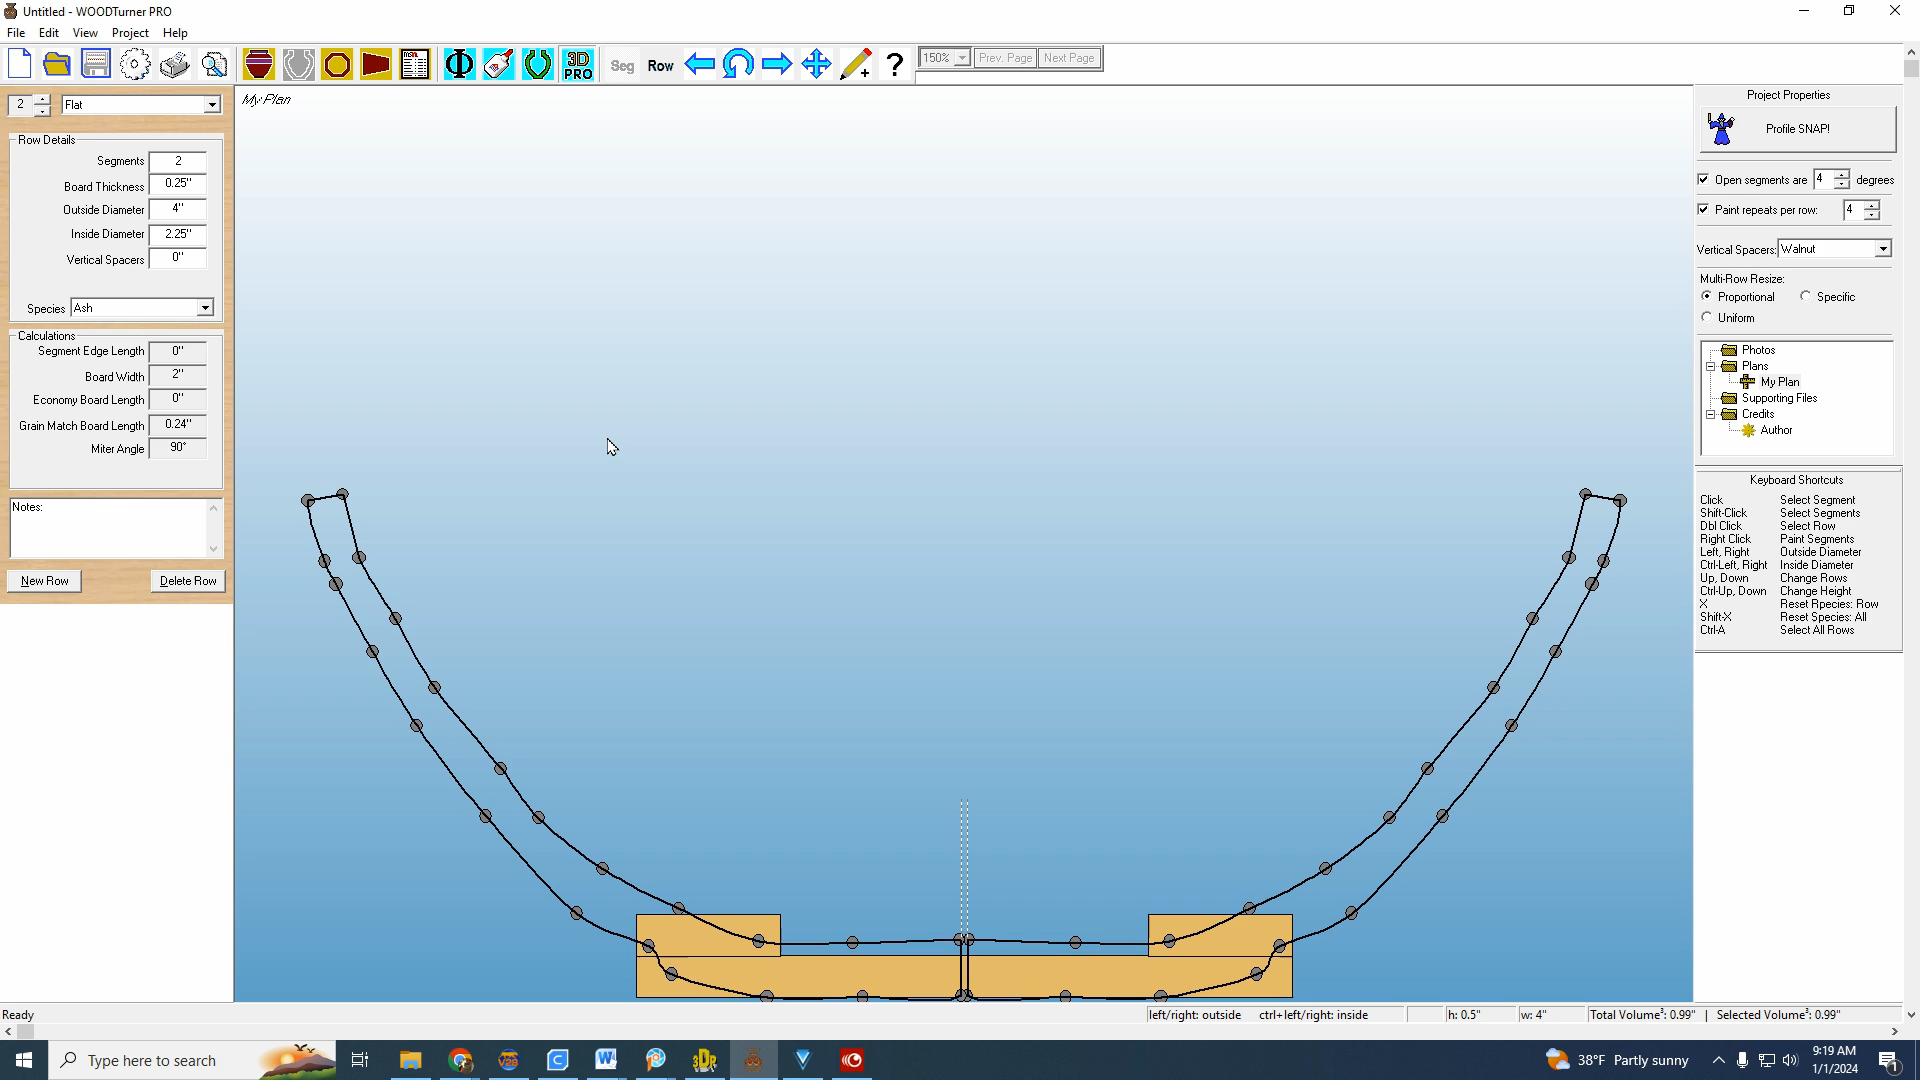 Untitled - WOODTurner PRO
File Edit View Project Help
3D PRO Seg Row ? 150% Prev. Page Next Page
2 Flat
My Plan
Row Details
Segments 2
Board Thickness 0.25"
Outside Diameter 4"
Inside Diameter 2.25"
Vertical Spacers 0"
Species Ash
Calculations
Segment Edge Length 0"
Board Width 2"
Economy Board Length 0"
Grain Match Board Length 0.24"
Miter Angle 90°
Notes:
New Row Delete Row
Project Properties
Profile SNAP!
Open segments are 4 degrees
Paint repeats per row: 4
Vertical Spacers: Walnut
Multi-Row Resize:
Proportional Specific
Uniform
Photos
Plans
My Plan
Supporting Files
Credits
Author
Keyboard Shortcuts
Click Select Segment
Shift-Click Select Segments
Dbl Click Select Row
Right Click Paint Segments
Left, Right Outside Diameter
Ctrl-Left, Right Inside Diameter
Up, Down Change Rows
Ctrl-Up, Down Change Height
X Reset Rpecies: Row
Shift-X Reset Species: All
Ctrl-A Select All Rows
Ready left/right: outside ctrl+left/right: inside h: 0.5" w: 4" Total Volume³: 0.99" | Selected Volume³: 0.99"
Type here to search 38°F Partly sunny 9:19 AM
1/1/2024